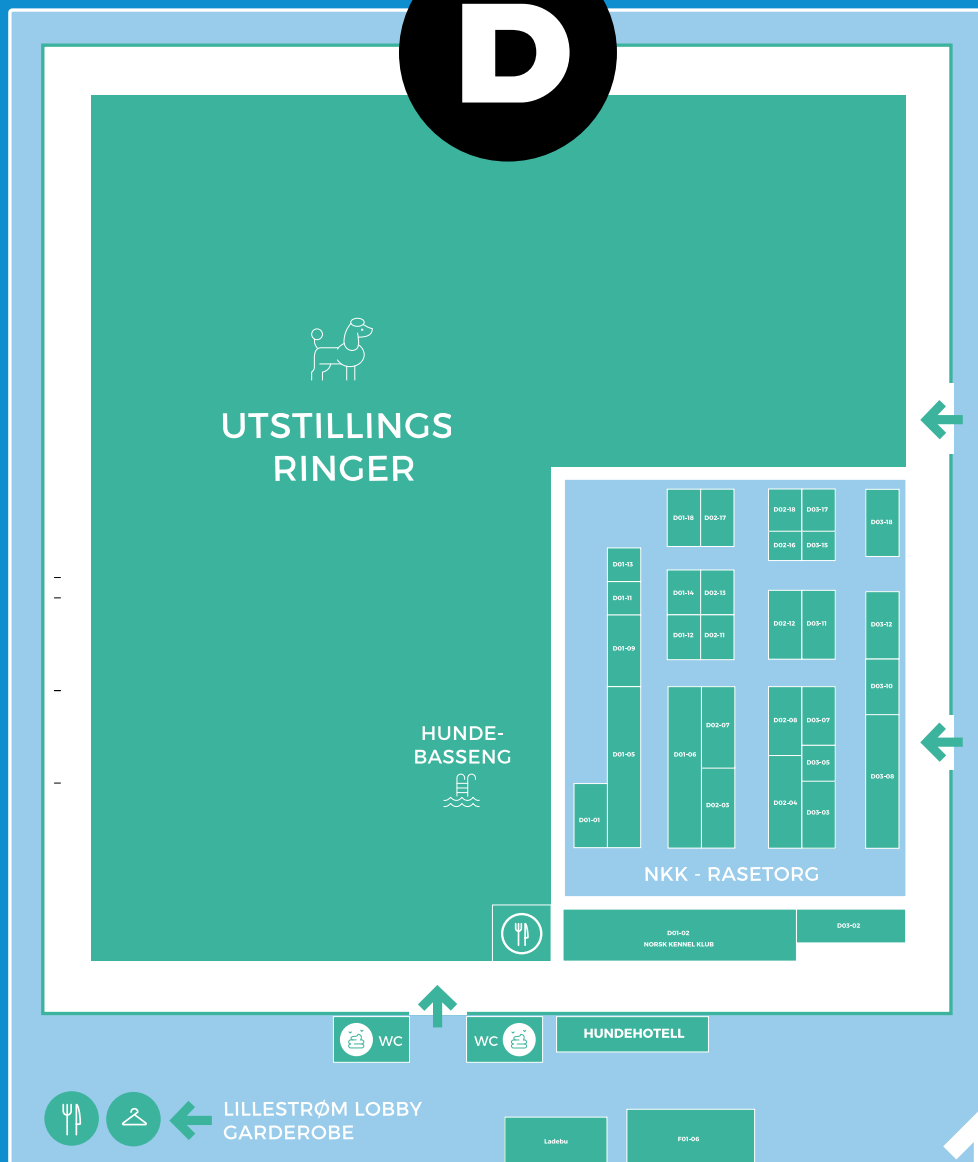 D
UTSTILLINGS
RINGER
D01-18 D02-17
D02-18 D03-17
D03-18
D02-16 D03-15
D01-13
D01-11
D01-14 D02-13
D01-12 D02-11
D02-12 D03-11
D03-12
D01-09
D03-10
D01-05
D01-06
D02-07
D02-08 D03-07
D03-05
D03-08
D01-01
D02-03
D02-04
D03-03
HUNDE-
BASSENG
NKK - RASETORG
D01-02
NORSK KENNEL KLUB
D03-02
WC
WC
HUNDEHOTELL
LILLESTRØM LOBBY
GARDEROBE
Ladebu
F01-06